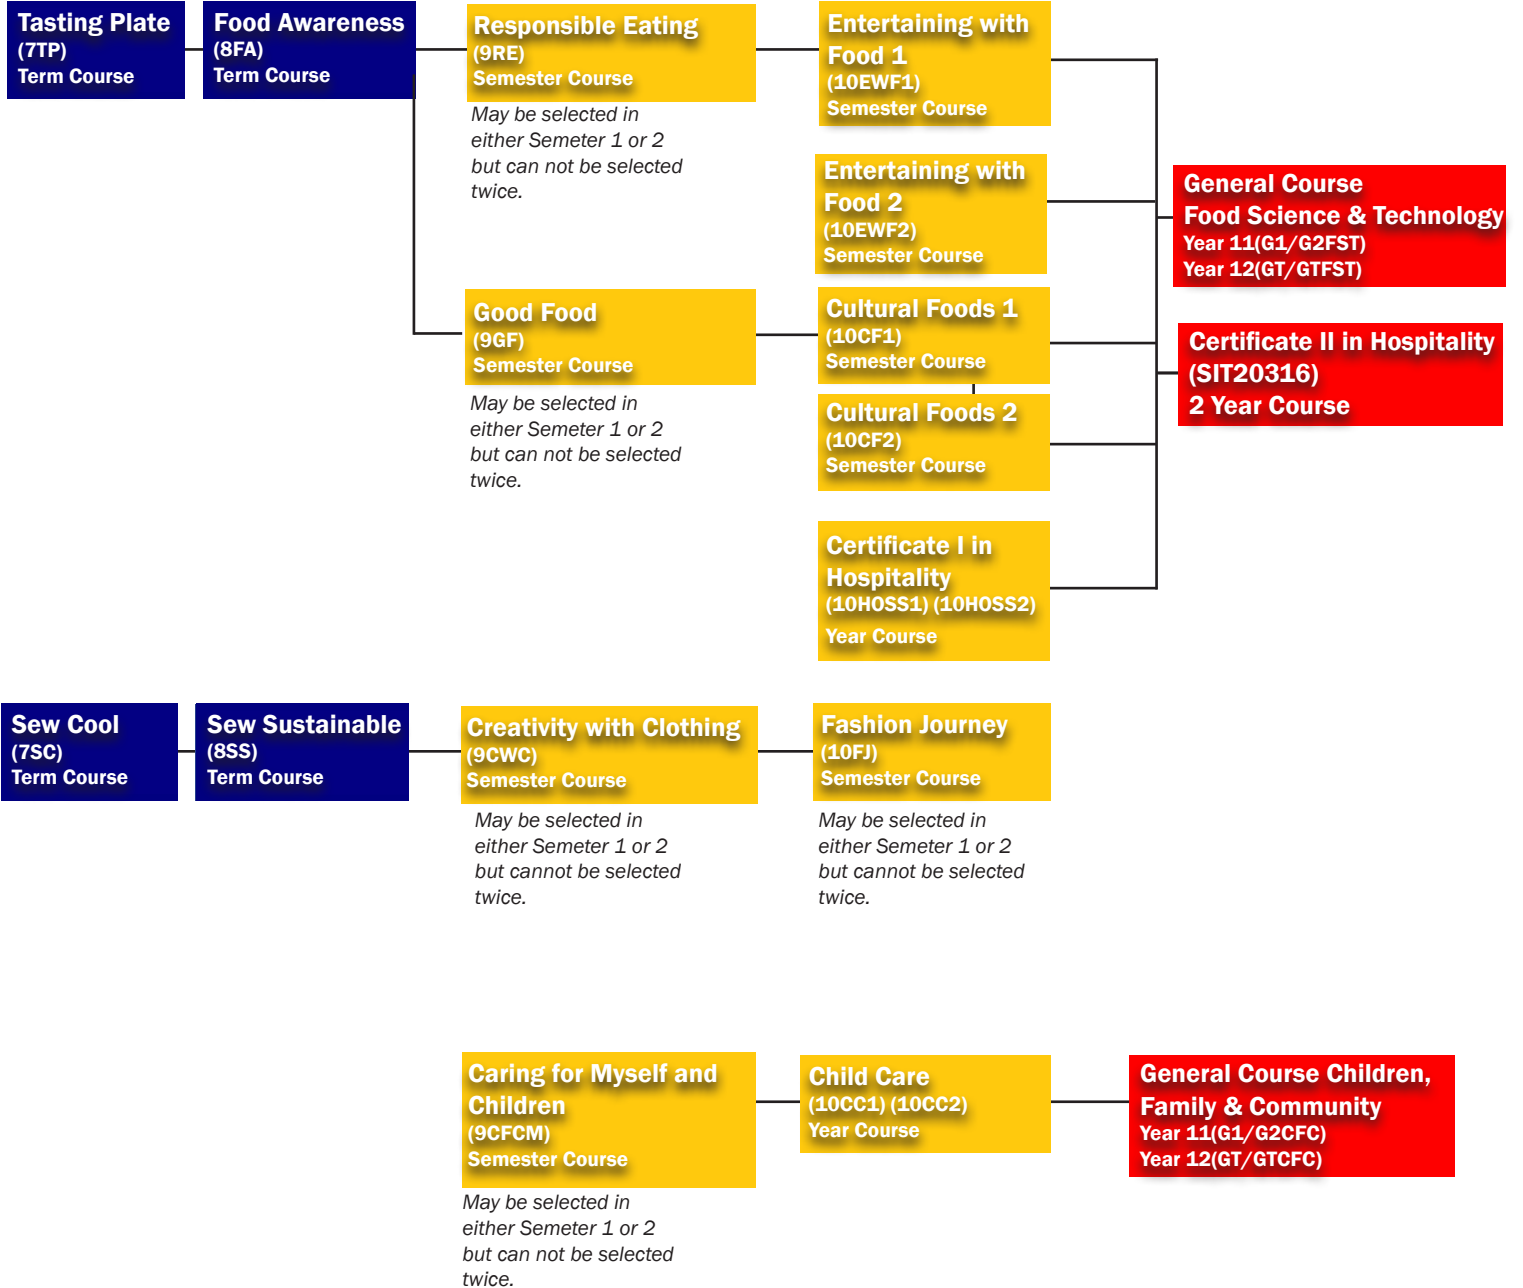 Tasting Plate
(7TP)
Term Course
Food Awareness
(8FA)
Term Course
Responsible Eating
(9RE)
Semester Course
May be selected in
either Semeter 1 or 2
but can not be selected
twice.
Entertaining with
Food 1
(10EWF1)
Semester Course
Entertaining with
Food 2
(10EWF2)
Semester Course
General Course
Food Science & Technology
Year 11(G1/G2FST)
Year 12(GT/GTFST)
Good Food
(9GF)
Semester Course
May be selected in
either Semeter 1 or 2
but can not be selected
twice.
Cultural Foods 1
(10CF1)
Semester Course
Cultural Foods 2
(10CF2)
Semester Course
Certificate II in Hospitality
(SIT20316)
2 Year Course
Certificate I in
Hospitality
(10HOSS1) (10HOSS2)
Year Course
Sew Cool
(7SC)
Term Course
Sew Sustainable
(8SS)
Term Course
Creativity with Clothing
(9CWC)
Semester Course
May be selected in
either Semeter 1 or 2
but cannot be selected
twice.
Fashion Journey
(10FJ)
Semester Course
May be selected in
either Semeter 1 or 2
but cannot be selected
twice.
Caring for Myself and
Children
(9CFCM)
Semester Course
May be selected in
either Semeter 1 or 2
but can not be selected
twice.
Child Care
(10CC1) (10CC2)
Year Course
General Course Children,
Family & Community
Year 11(G1/G2CFC)
Year 12(GT/GTCFC)